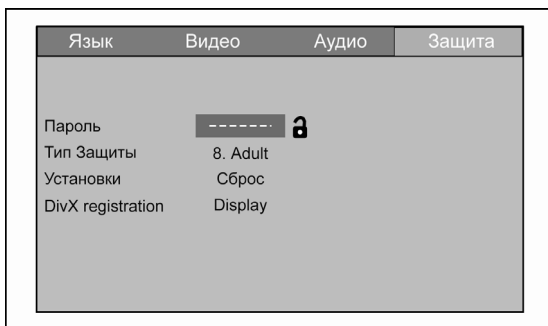 Язык Видео Аудио Защита
Пароль ------
Тип Защиты 8. Adult
Установки Сброс
DivX registration Display